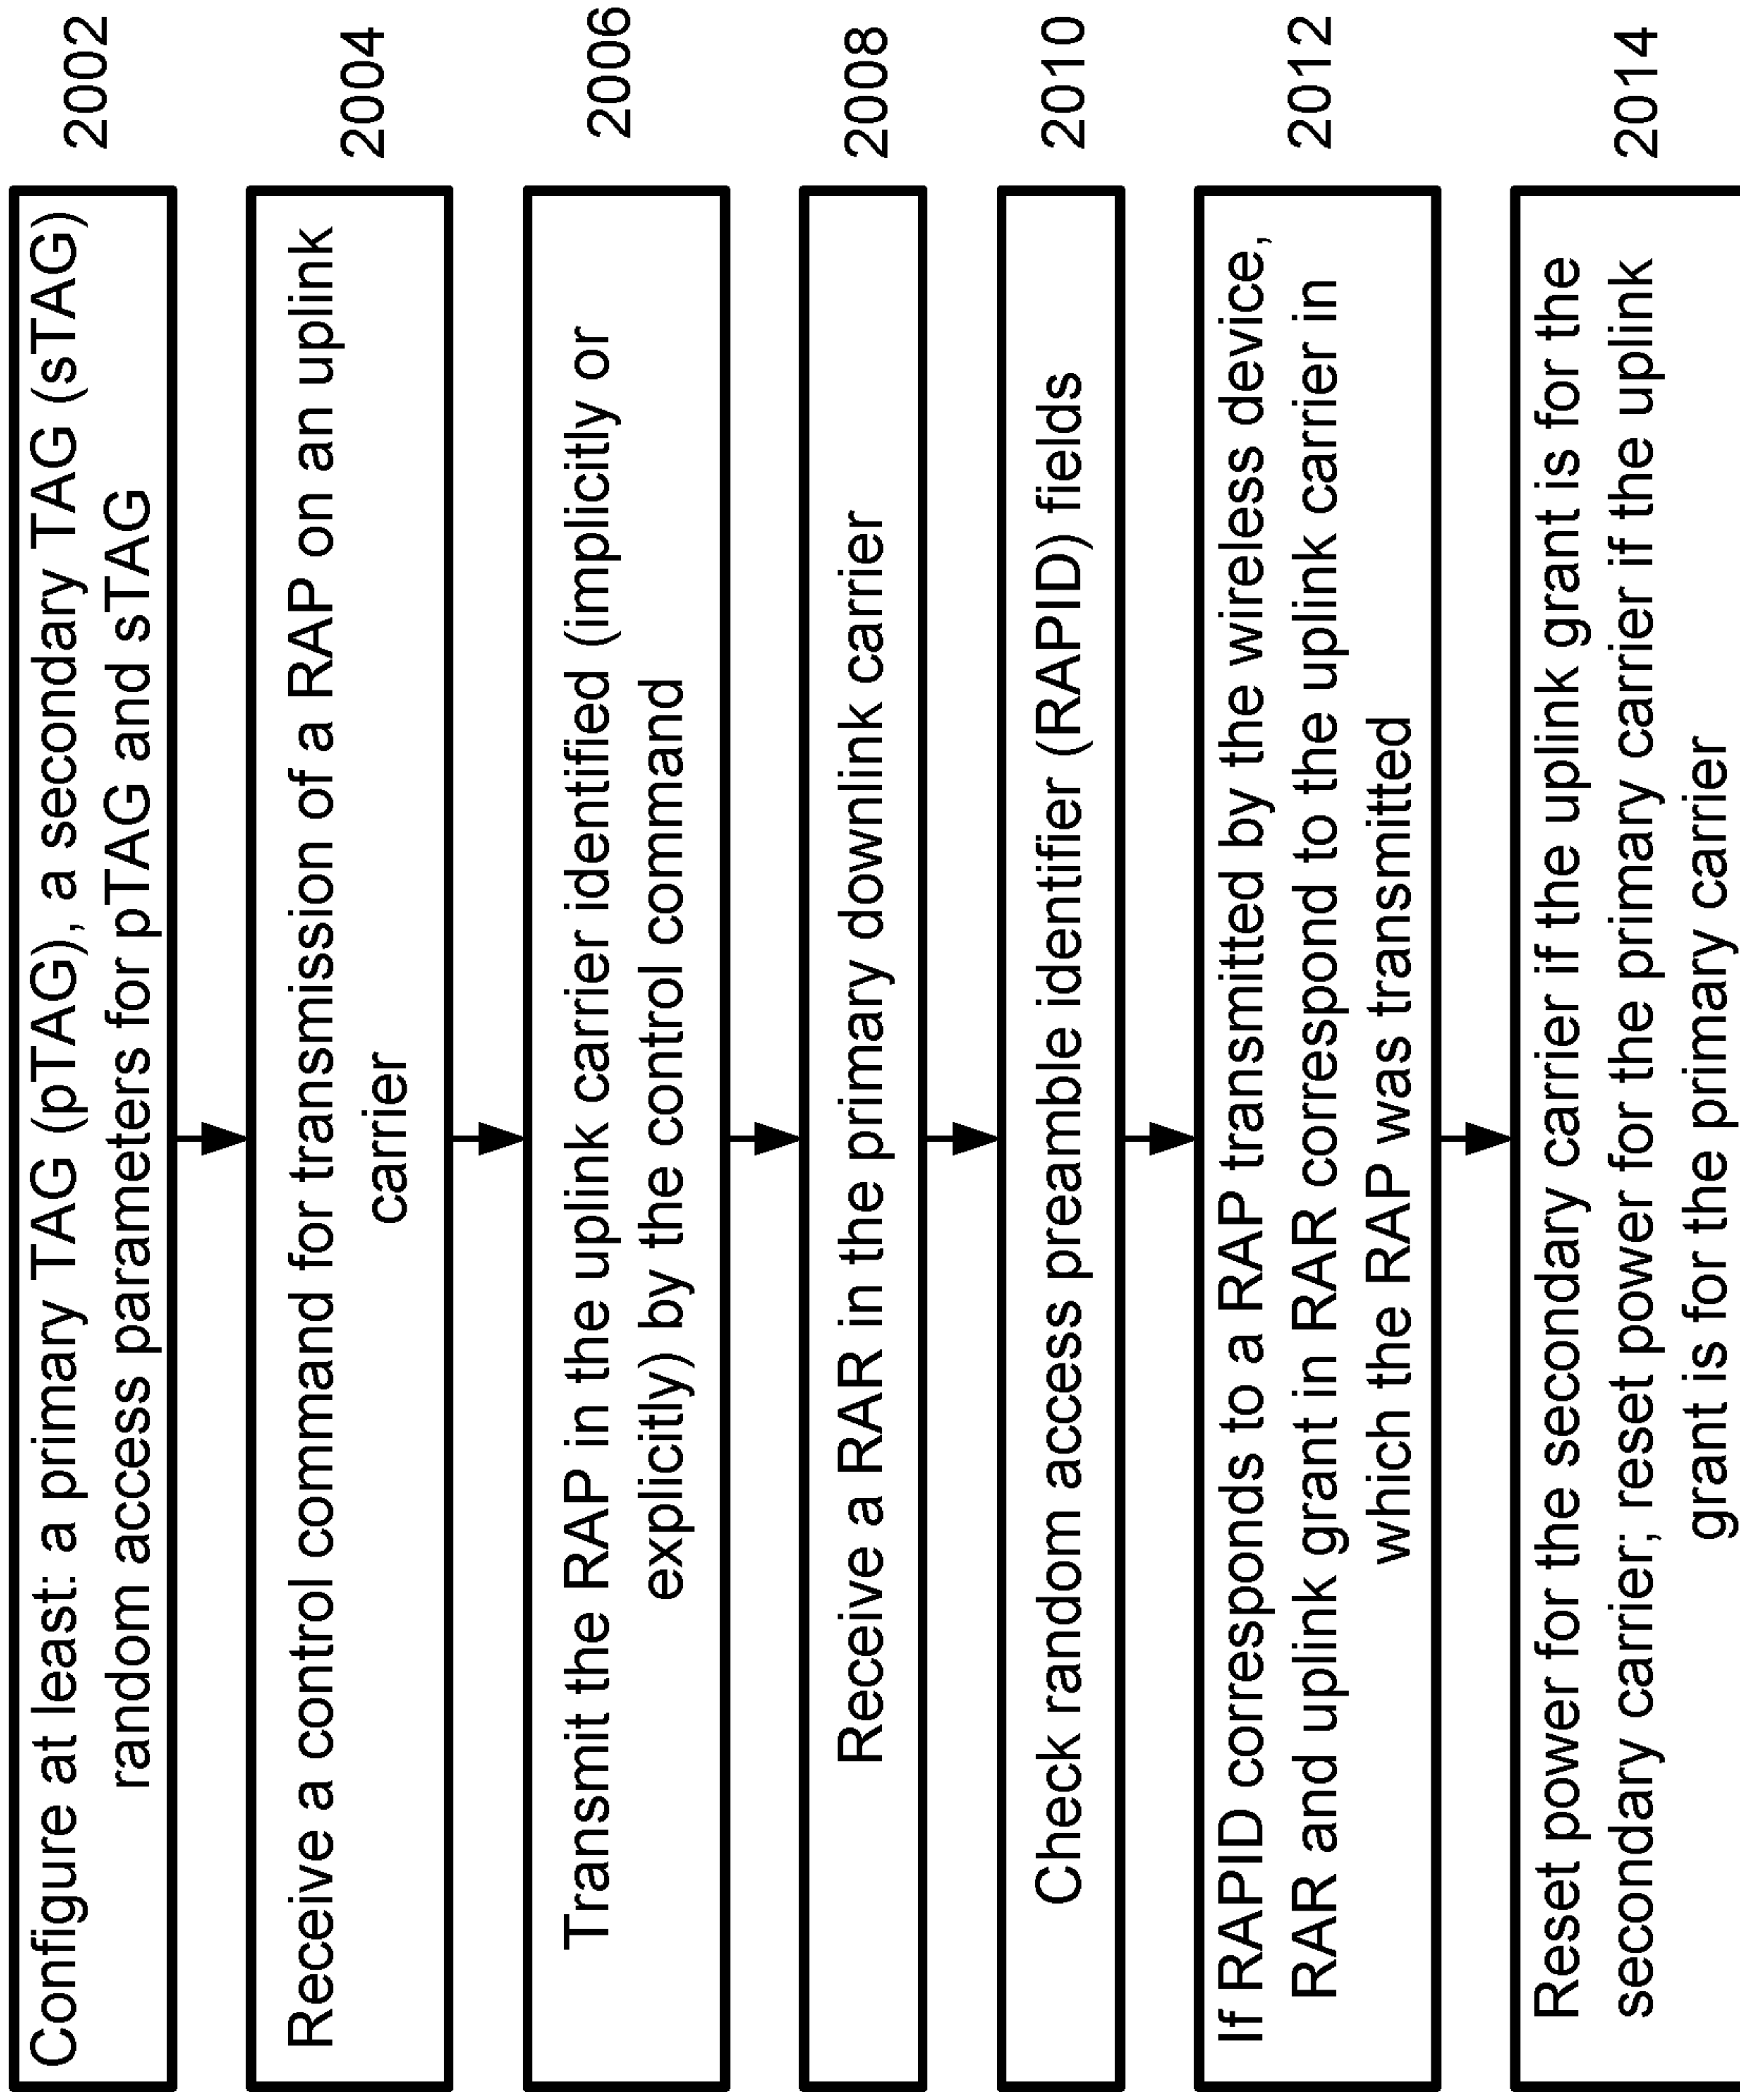 Configure at least: a primary TAG (pTAG), a secondary TAG (sTAG)
random access parameters for pTAG and sTAG
2002
Receive a control command for transmission of a RAP on an uplink
carrier
2004
Transmit the RAP in the uplink carrier identified (implicitly or
explicitly) by the control command
2006
Receive a RAR in the primary downlink carrier
2008
Check random access preamble identifier (RAPID) fields
2010
If RAPID corresponds to a RAP transmitted by the wireless device,
RAR and uplink grant in RAR correspond to the uplink carrier in
which the RAP was transmitted
2012
Reset power for the secondary carrier if the uplink grant is for the
secondary carrier; reset power for the primary carrier if the uplink
grant is for the primary carrier
2014